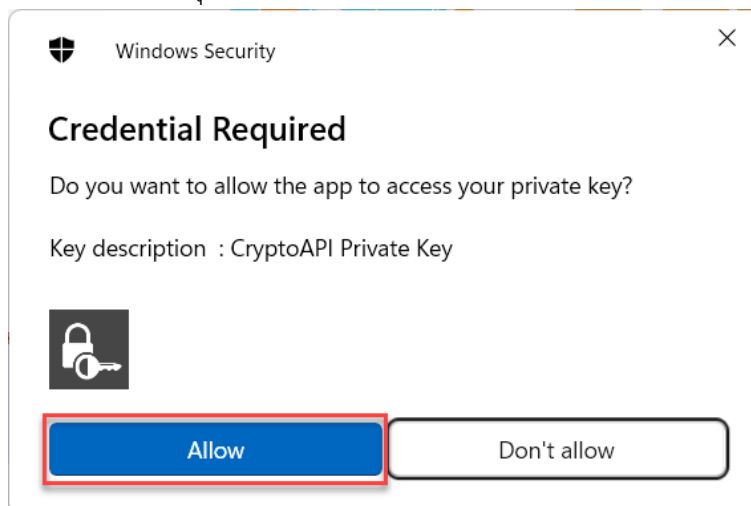 Windows Security
Credential Required
Do you want to allow the app to access your private key?
Key description : CryptoAPI Private Key
Allow
Don't allow